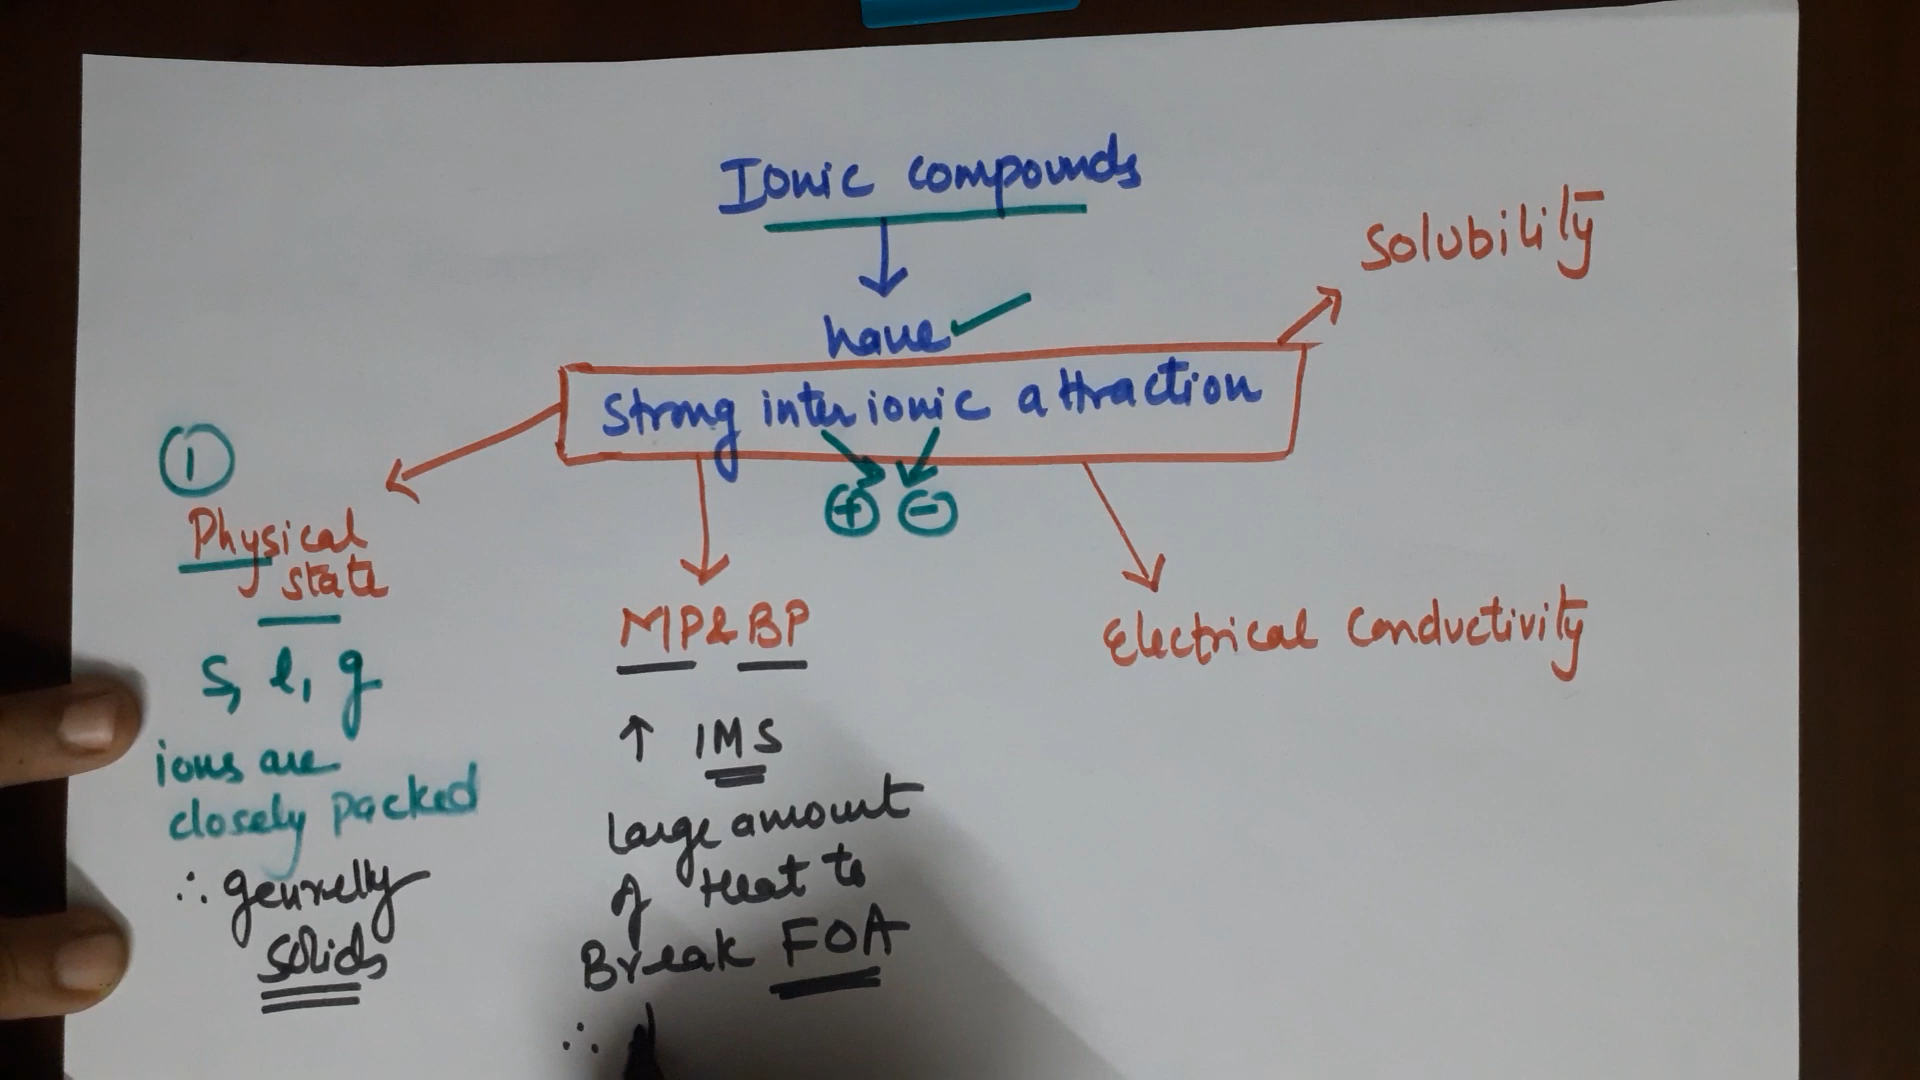 Ionic compounds
have
Strong inter ionic attraction
+ -
Solubility
1
Physical
state
s, l, g
ions are
closely packed
∴ generally
solids
MP & BP
↑ IMS
Large amount
of Heat to
Break FOA
∴
Electrical Conductivity